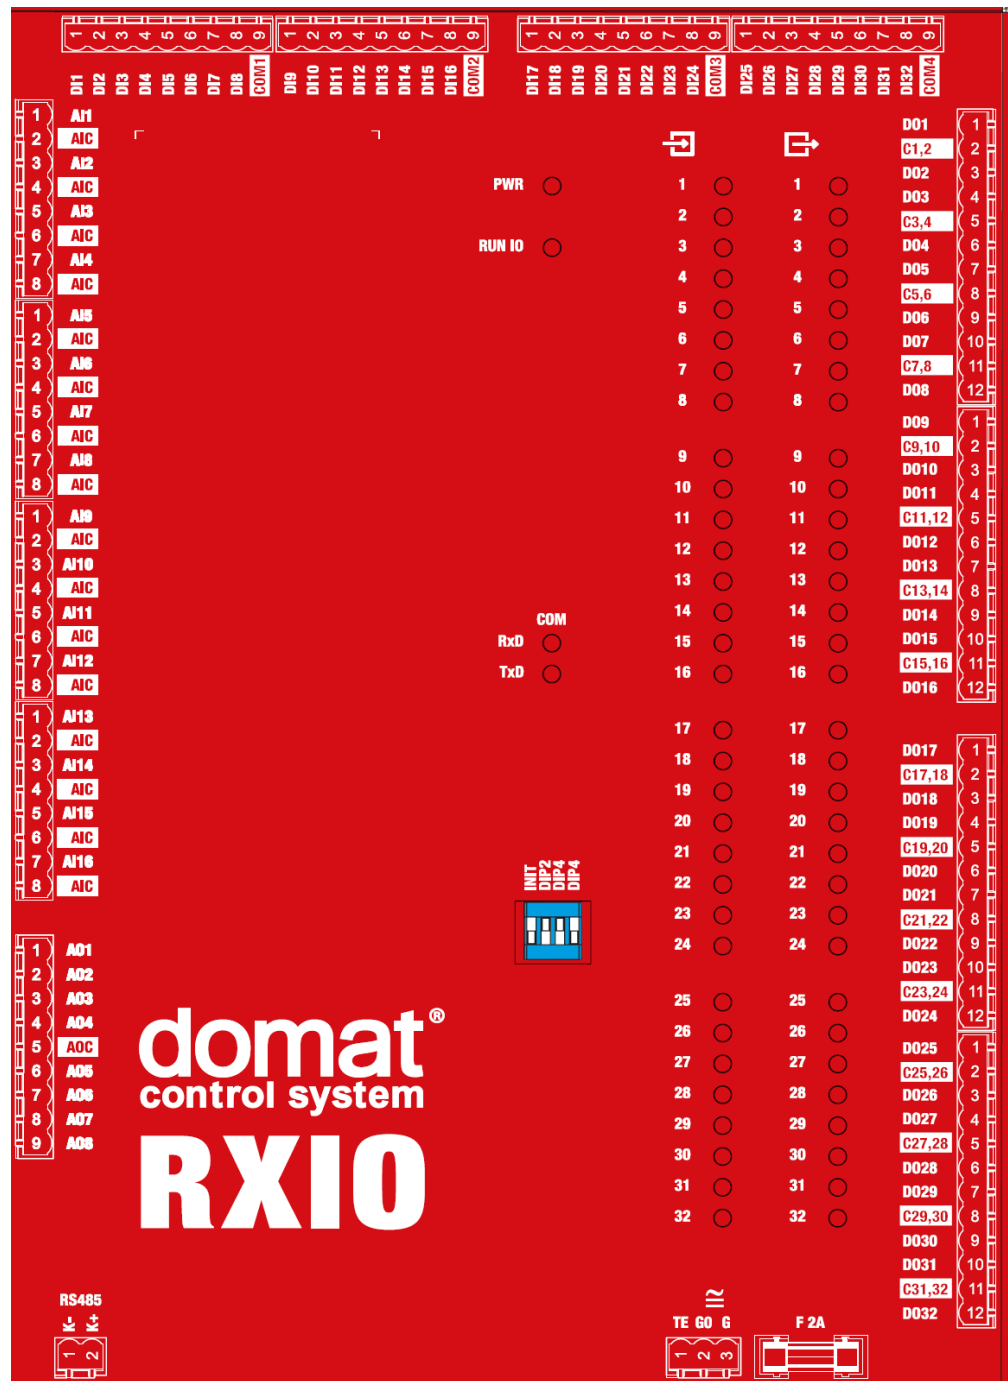 1 2 3 4 5 6 7 8 9 1 2 3 4 5 6 7 8 9 1 2 3 4 5 6 7 8 9 1 2 3 4 5 6 7 8 9
DI1 DI2 DI3 DI4 DI5 DI6 DI7 DI8 COM1 DI9 DI10 DI11 DI12 DI13 DI14 DI15 DI16 COM2 DI17 DI18 DI19 DI20 DI21 DI22 DI23 DI24 COM3 DI25 DI26 DI27 DI28 DI29 DI30 DI31 DI32 COM4
1 AI1
2 AIC
3 AI2
4 AIC
5 AI3
6 AIC
7 AI4
8 AIC
1 AI5
2 AIC
3 AI6
4 AIC
5 AI7
6 AIC
7 AI8
8 AIC
1 AI9
2 AIC
3 AI10
4 AIC
5 AI11
6 AIC
7 AI12
8 AIC
1 AI13
2 AIC
3 AI14
4 AIC
5 AI15
6 AIC
7 AI16
8 AIC
1 AO1
2 AO2
3 AO3
4 AO4
5 AOC
6 AO5
7 AO6
8 AO7
9 AO8
RS485
K- K+
1 2
PWR
RUN IO
COM
RxD
TxD
INIT DIP2 DIP4 DIP4
domat®
control system
RXIO
1 1
2 2
3 3
4 4
5 5
6 6
7 7
8 8
9 9
10 10
11 11
12 12
13 13
14 14
15 15
16 16
17 17
18 18
19 19
20 20
21 21
22 22
23 23
24 24
25 25
26 26
27 27
28 28
29 29
30 30
31 31
32 32
≅
TE G0 G
1 2 3
F 2A
DO1 1
C1,2 2
DO2 3
DO3 4
C3,4 5
DO4 6
DO5 7
C5,6 8
DO6 9
DO7 10
C7,8 11
DO8 12
DO9 1
C9,10 2
DO10 3
DO11 4
C11,12 5
DO12 6
DO13 7
C13,14 8
DO14 9
DO15 10
C15,16 11
DO16 12
DO17 1
C17,18 2
DO18 3
DO19 4
C19,20 5
DO20 6
DO21 7
C21,22 8
DO22 9
DO23 10
C23,24 11
DO24 12
DO25 1
C25,26 2
DO26 3
DO27 4
C27,28 5
DO28 6
DO29 7
C29,30 8
DO30 9
DO31 10
C31,32 11
DO32 12